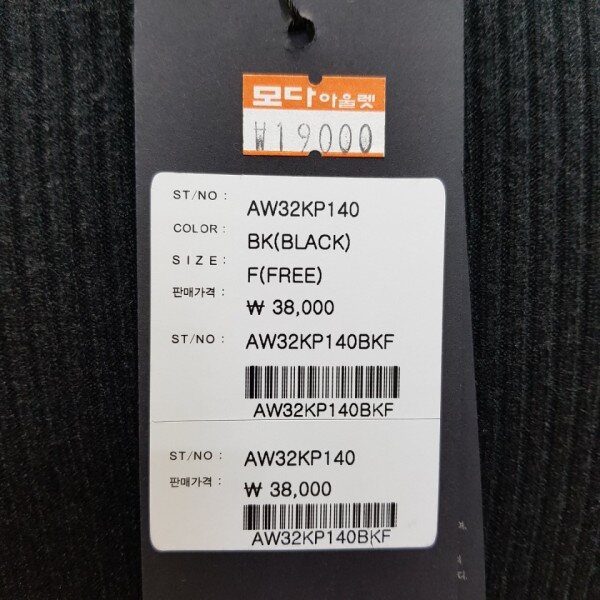 모다아울렛
₩19000
ST/NO : AW32KP140
COLOR : BK(BLACK)
SIZE : F(FREE)
판매가격 : ₩ 38,000
ST/NO : AW32KP140BKF
AW32KP140BKF
ST/NO : AW32KP140
판매가격 : ₩ 38,000
AW32KP140BKF